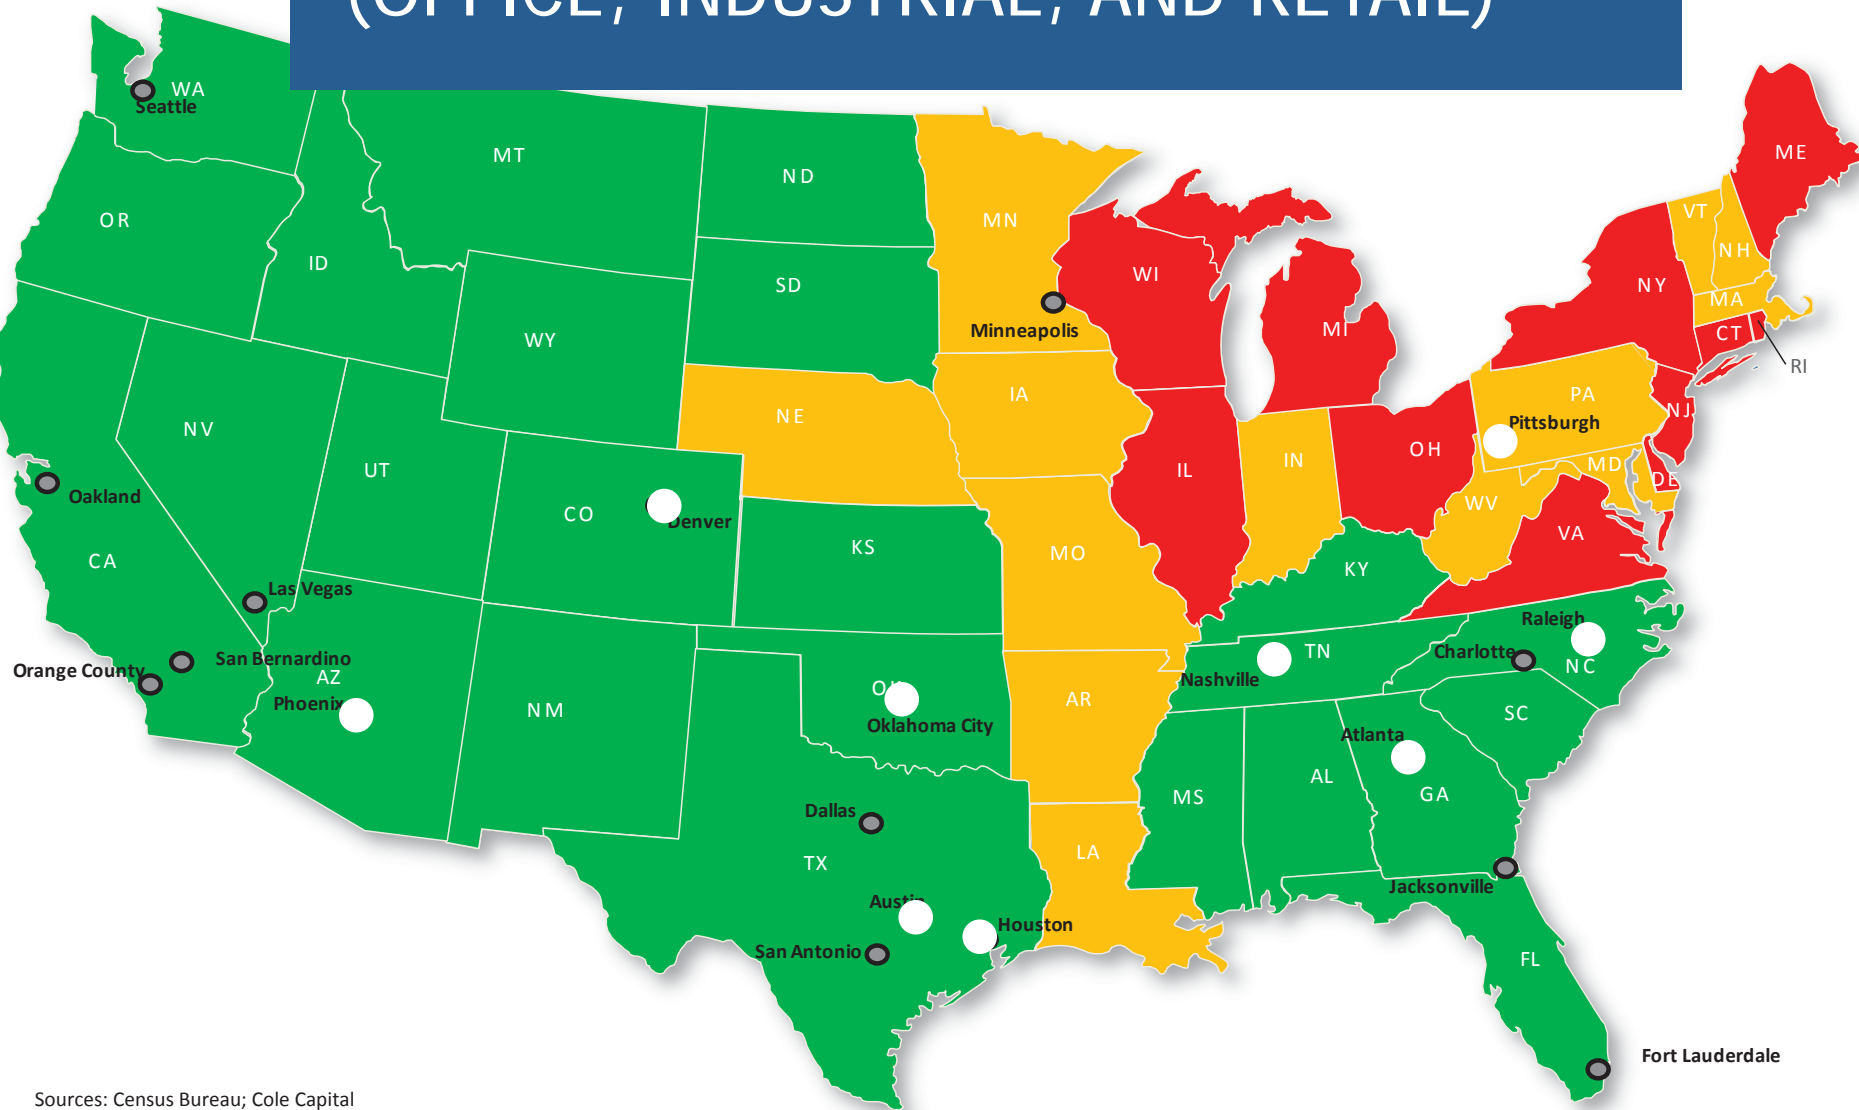 (OFFICE, INDUSTRIAL, AND RETAIL)
WA
Seattle
MT
ND
OR
ID
SD
WY
MN
Minneapolis
WI
MI
ME
VT
NH
NY
MA
CT
RI
NV
UT
NE
IA
PA
Pittsburgh
NJ
OH
IN
IL
MD
DE
WV
VA
Oakland
CA
CO
Denver
KS
MO
KY
Las Vegas
San Bernardino
Orange County
AZ
Phoenix
NM
Oklahoma City
AR
Nashville
TN
Raleigh
Charlotte
NC
SC
Atlanta
GA
AL
MS
Dallas
TX
LA
Austin
Houston
San Antonio
Jacksonville
FL
Fort Lauderdale
Sources: Census Bureau; Cole Capital